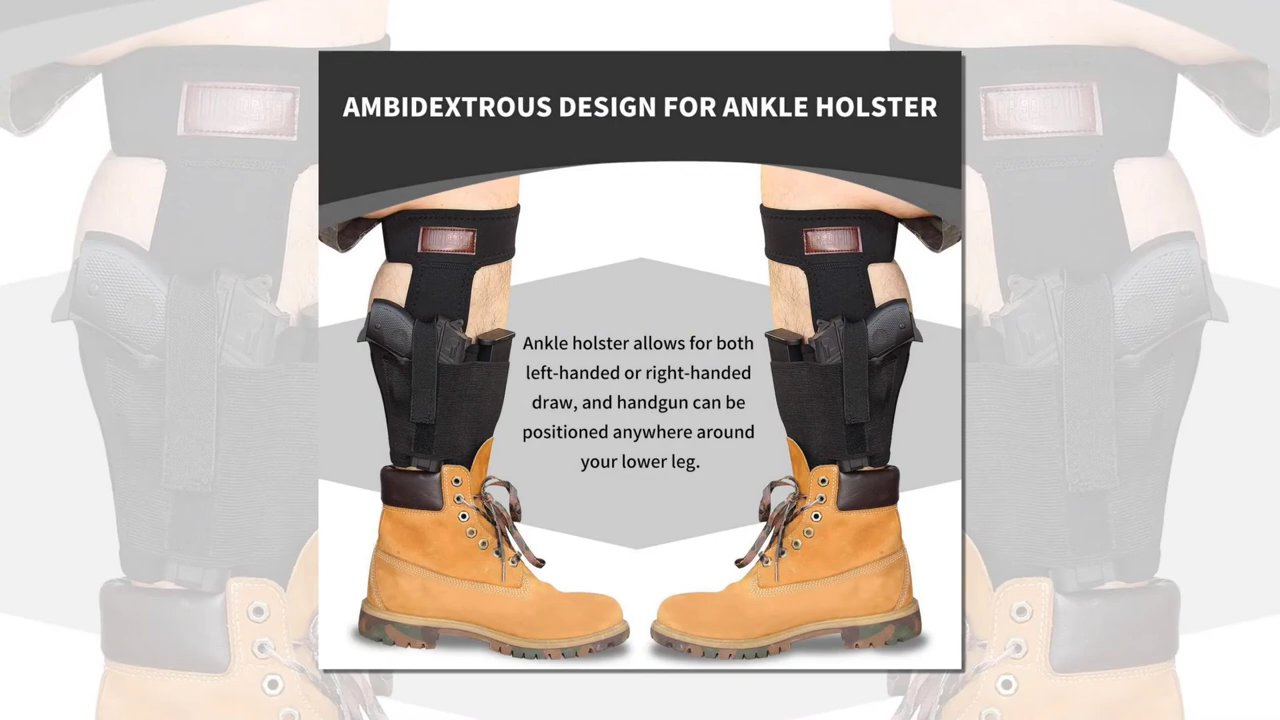 AMBIDEXTROUS DESIGN FOR ANKLE HOLSTER
Ankle holster allows for both
left-handed or right-handed
draw, and handgun can be
positioned anywhere around
your lower leg.